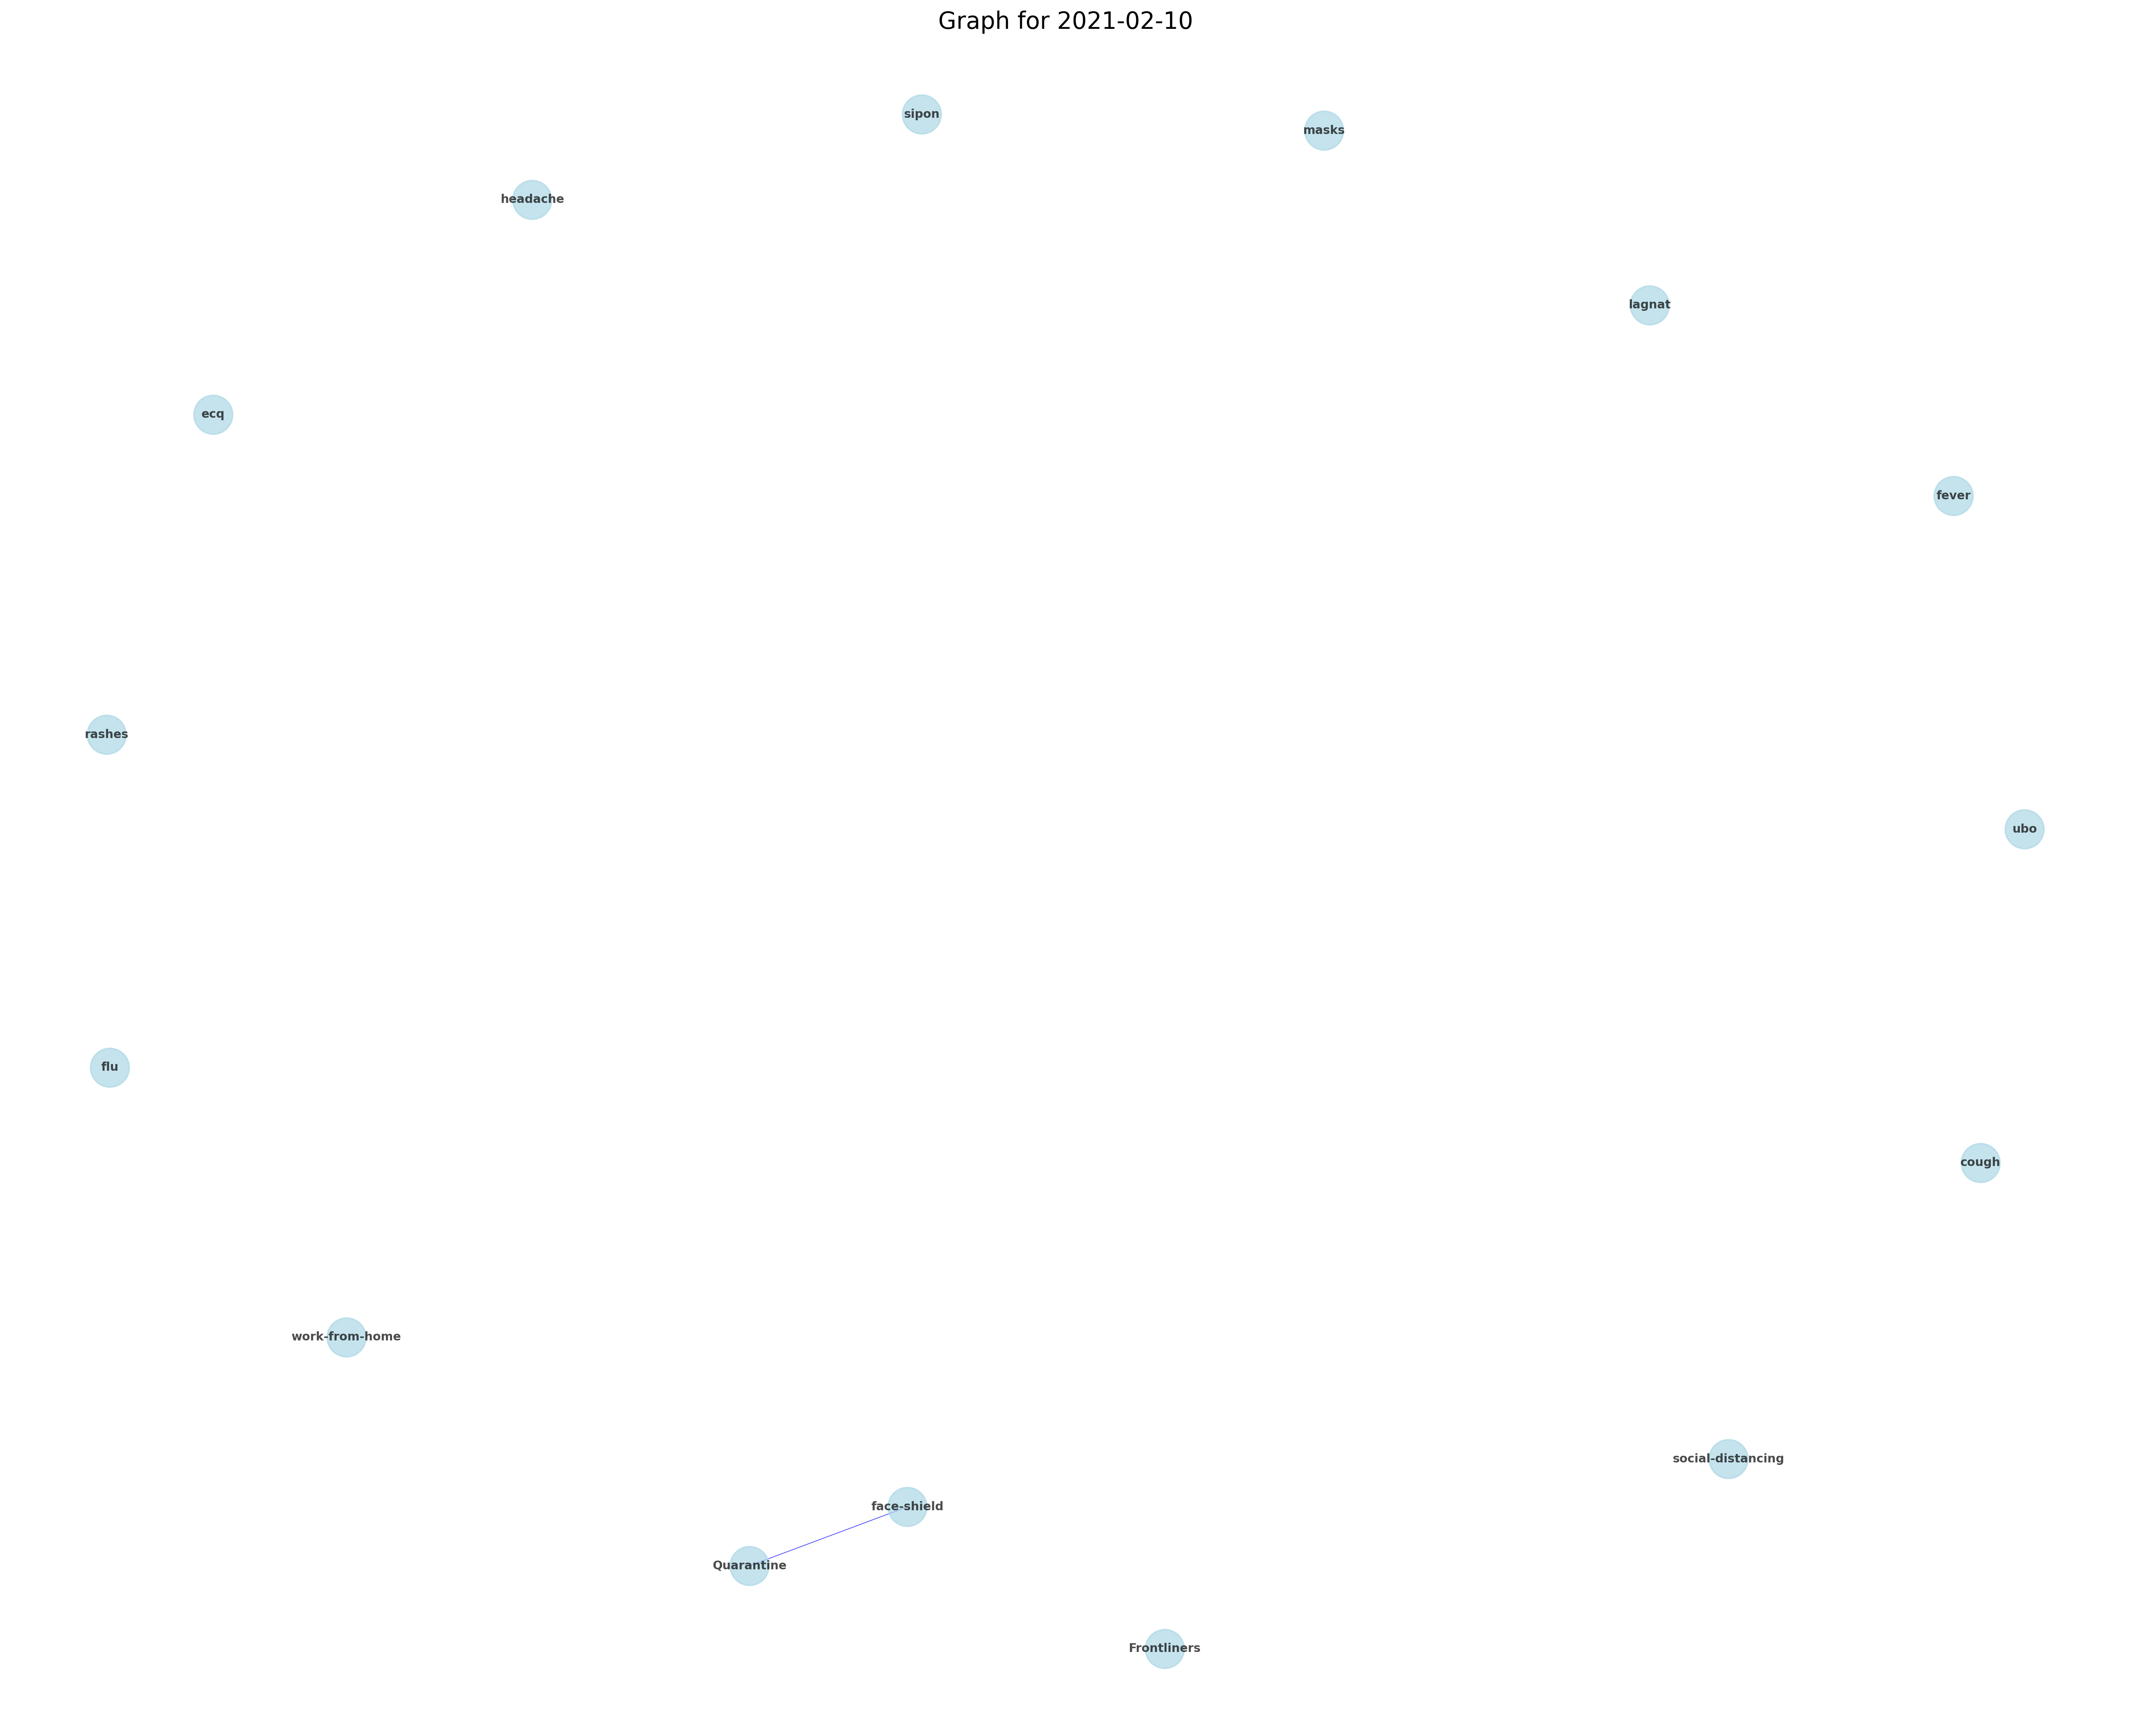 Graph for 2021-02-10
sipon
masks
headache
lagnat
ecq
fever
rashes
ubo
flu
cough
work-from-home
social-distancing
face-shield
Quarantine
Frontliners